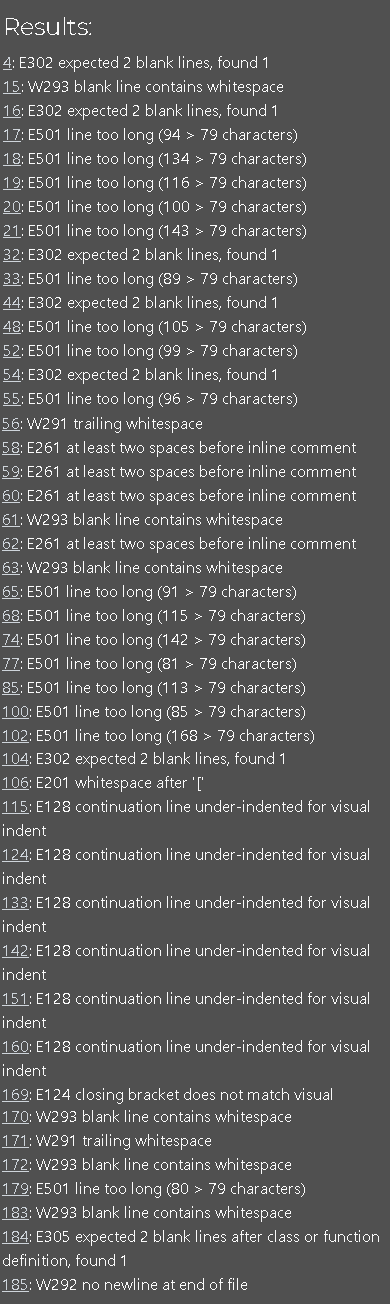 Results:
4: E302 expected 2 blank lines, found 1
15: W293 blank line contains whitespace
16: E302 expected 2 blank lines, found 1
17: E501 line too long (94 > 79 characters)
18: E501 line too long (134 > 79 characters)
19: E501 line too long (116 > 79 characters)
20: E501 line too long (100 > 79 characters)
21: E501 line too long (143 > 79 characters)
32: E302 expected 2 blank lines, found 1
33: E501 line too long (89 > 79 characters)
44: E302 expected 2 blank lines, found 1
48: E501 line too long (105 > 79 characters)
52: E501 line too long (99 > 79 characters)
54: E302 expected 2 blank lines, found 1
55: E501 line too long (96 > 79 characters)
56: W291 trailing whitespace
58: E261 at least two spaces before inline comment
59: E261 at least two spaces before inline comment
60: E261 at least two spaces before inline comment
61: W293 blank line contains whitespace
62: E261 at least two spaces before inline comment
63: W293 blank line contains whitespace
65: E501 line too long (91 > 79 characters)
68: E501 line too long (115 > 79 characters)
74: E501 line too long (142 > 79 characters)
77: E501 line too long (81 > 79 characters)
85: E501 line too long (113 > 79 characters)
100: E501 line too long (85 > 79 characters)
102: E501 line too long (168 > 79 characters)
104: E302 expected 2 blank lines, found 1
106: E201 whitespace after '['
115: E128 continuation line under-indented for visual
indent
124: E128 continuation line under-indented for visual
indent
133: E128 continuation line under-indented for visual
indent
142: E128 continuation line under-indented for visual
indent
151: E128 continuation line under-indented for visual
indent
160: E128 continuation line under-indented for visual
indent
169: E124 closing bracket does not match visual
170: W293 blank line contains whitespace
171: W291 trailing whitespace
172: W293 blank line contains whitespace
179: E501 line too long (80 > 79 characters)
183: W293 blank line contains whitespace
184: E305 expected 2 blank lines after class or function
definition, found 1
185: W292 no newline at end of file